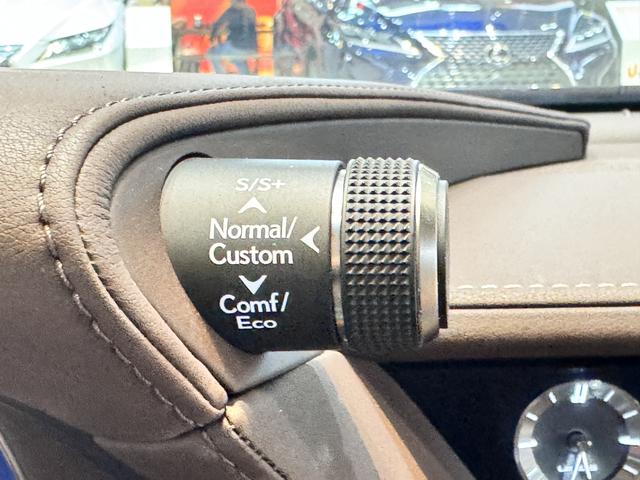 S/S+
Normal/
Custom
Comf/
Eco